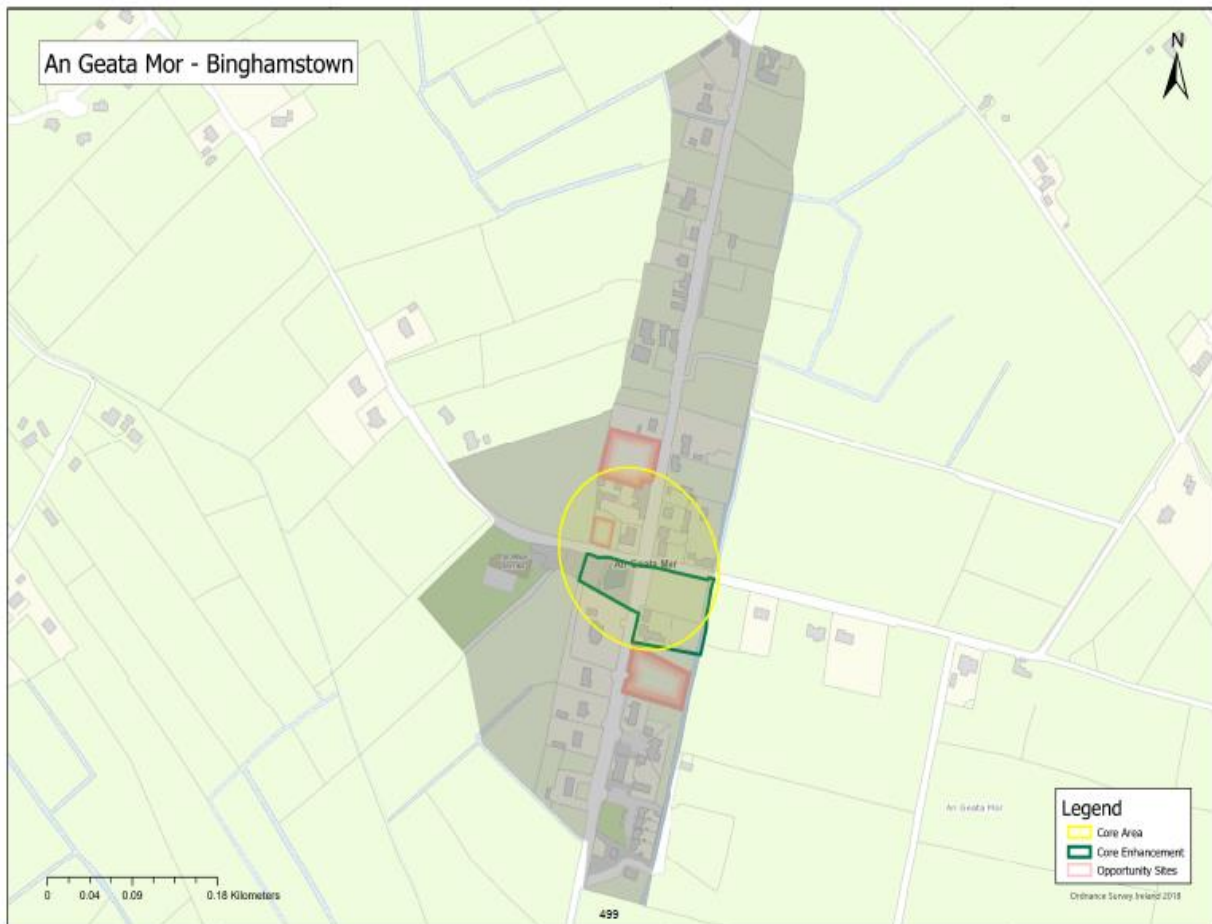 An Geata Mor - Binghamstown
N
An Geata Mor
An Geata Mor
Legend
Core Area
Core Enhancement
Opportunity Sites
0 0.04 0.09 0.18 Kilometers
Ordnance Survey Ireland 2018
499